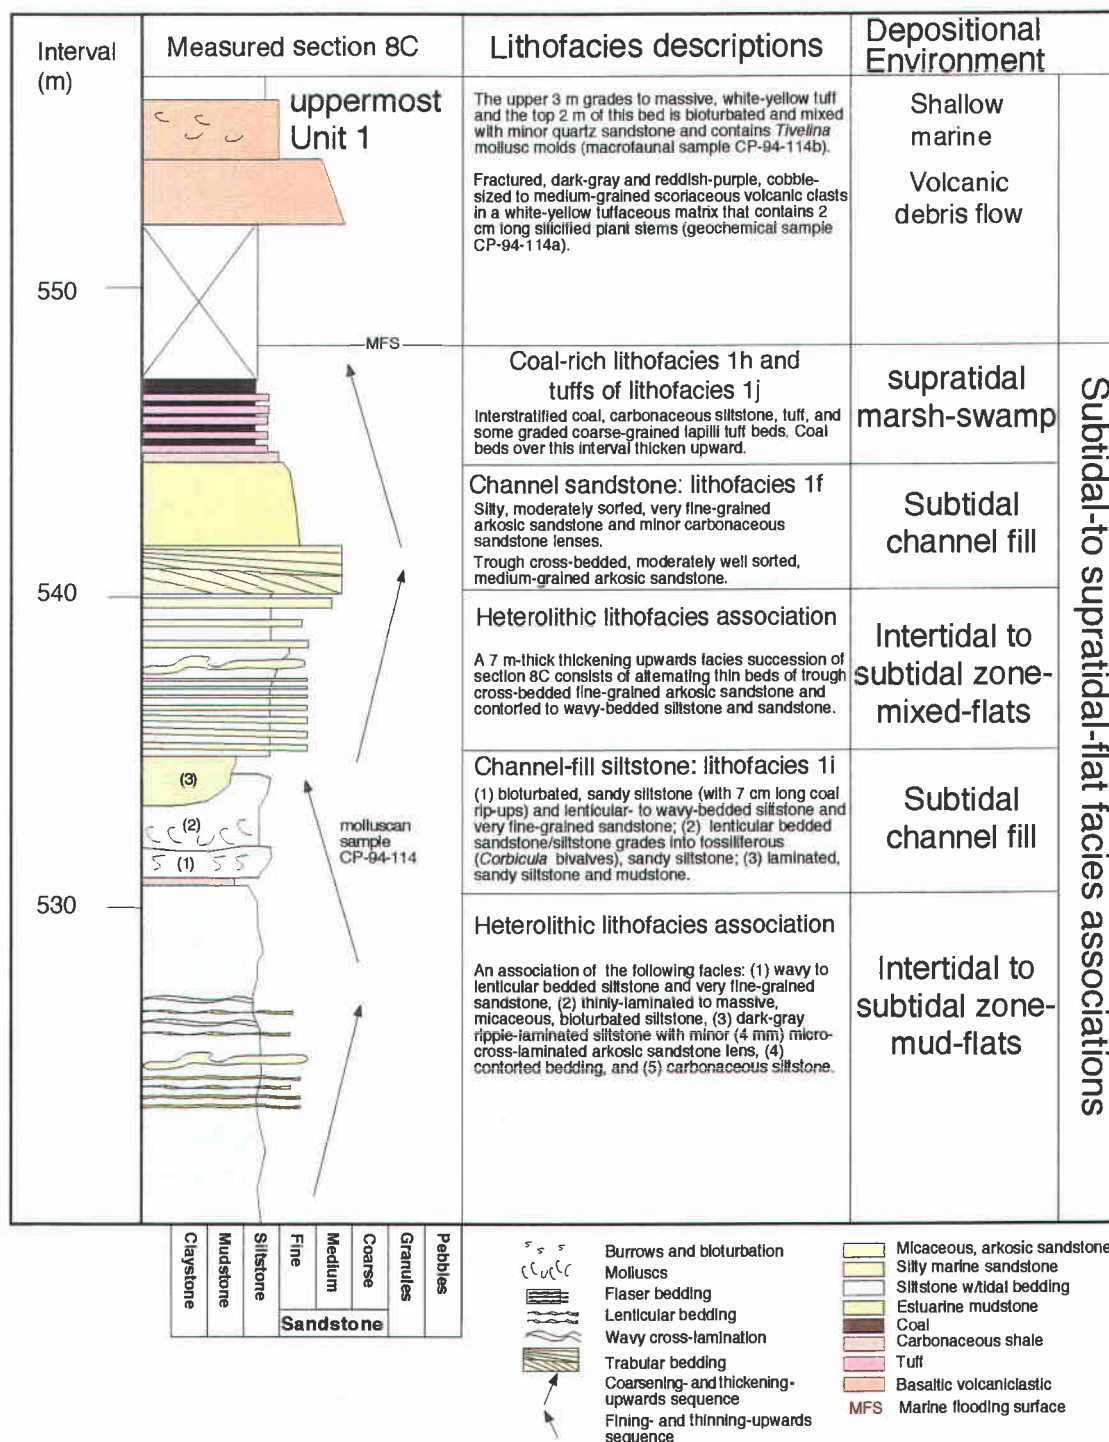 Interval
(m)
Measured section 8C
Lithofacies descriptions
Depositional
Environment
uppermost
Unit 1
The upper 3 m grades to massive, white-yellow tuff
and the top 2 m of this bed is bioturbated and mixed
with minor quartz sandstone and contains Tivelina
mollusc molds (macrofaunal sample CP-94-114b).
Fractured, dark-gray and reddish-purple, cobble-
sized to medium-grained scoriaceous volcanic clasts
in a white-yellow tuffaceous matrix that contains 2
cm long silicified plant stems (geochemical sample
CP-94-114a).
Shallow
marine
Volcanic
debris flow
550
MFS
Coal-rich lithofacies 1h and
tuffs of lithofacies 1j
Interstratified coal, carbonaceous siltstone, tuff, and
some graded coarse-grained lapilli tuff beds. Coal
beds over this interval thicken upward.
supratidal
marsh-swamp
Channel sandstone: lithofacies 1f
Silty, moderately sorted, very fine-grained
arkosic sandstone and minor carbonaceous
sandstone lenses.
Trough cross-bedded, moderately well sorted,
medium-grained arkosic sandstone.
Subtidal
channel fill
540
Heterolithic lithofacies association
A 7 m-thick thickening upwards facies succession of
section 8C consists of alternating thin beds of trough
cross-bedded fine-grained arkosic sandstone and
contorted to wavy-bedded siltstone and sandstone.
Intertidal to
subtidal zone-
mixed-flats
(3)
(2)
(1)
molluscan
sample
CP-94-114
Channel-fill siltstone: lithofacies 1i
(1) bioturbated, sandy siltstone (with 7 cm long coal
rip-ups) and lenticular- to wavy-bedded siltstone and
very fine-grained sandstone; (2) lenticular bedded
sandstone/siltstone grades into fossiliferous
(Corbicula bivalves), sandy siltstone; (3) laminated,
sandy siltstone and mudstone.
Subtidal
channel fill
530
Heterolithic lithofacies association
An association of the following facies: (1) wavy to
lenticular bedded siltstone and very fine-grained
sandstone, (2) thinly-laminated to massive,
micaceous, bioturbated siltstone, (3) dark-gray
ripple-laminated siltstone with minor (4 mm) micro-
cross-laminated arkosic sandstone lens, (4)
contorted bedding, and (5) carbonaceous siltstone.
Intertidal to
subtidal zone-
mud-flats
Subtidal-to supratidal-flat facies associations
Claystone
Mudstone
Siltstone
Fine
Medium
Coarse
Granules
Pebbles
Sandstone
Burrows and bioturbation
Molluscs
Flaser bedding
Lenticular bedding
Wavy cross-lamination
Trabular bedding
Coarsening- and thickening-
upwards sequence
Fining- and thinning-upwards
sequence
Micaceous, arkosic sandstone
Silty marine sandstone
Siltstone w/tidal bedding
Estuarine mudstone
Coal
Carbonaceous shale
Tuff
Basaltic volcaniclastic
MFS Marine flooding surface